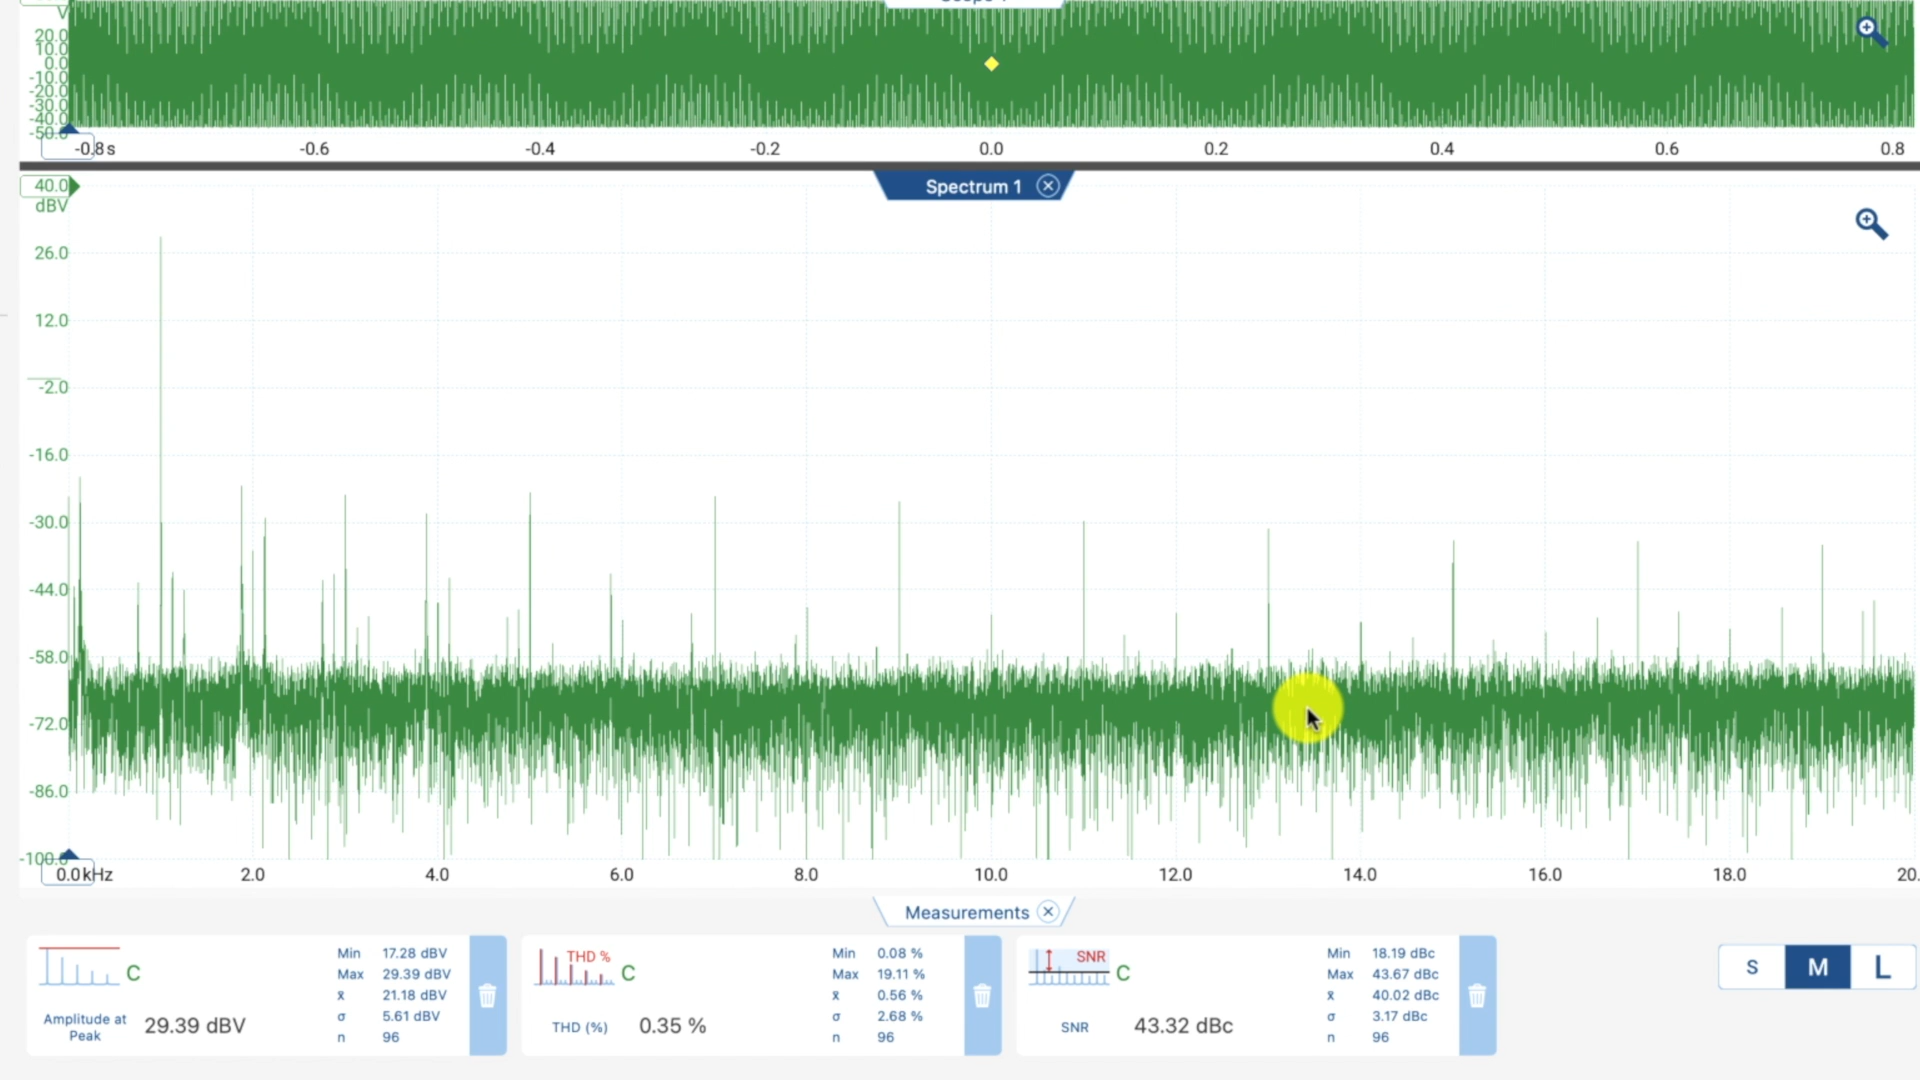 V
20.0
10.0
0.0
-10.0
-20.0
-30.0
-40.0
-50.0
-0.8 s -0.6 -0.4 -0.2 0.0 0.2 0.4 0.6 0.8
Spectrum 1
40.0
dBV
26.0
12.0
-2.0
-16.0
-30.0
-44.0
-58.0
-72.0
-86.0
-100.0
0.0 kHz 2.0 4.0 6.0 8.0 10.0 12.0 14.0 16.0 18.0 20.
Measurements
C
Amplitude at
Peak
29.39 dBV
Min 17.28 dBV
Max 29.39 dBV
x̄ 21.18 dBV
σ 5.61 dBV
n 96
THD %
C
THD (%) 0.35 %
Min 0.08 %
Max 19.11 %
x̄ 0.56 %
σ 2.68 %
n 96
SNR
C
SNR 43.32 dBc
Min 18.19 dBc
Max 43.67 dBc
x̄ 40.02 dBc
σ 3.17 dBc
n 96
S M L